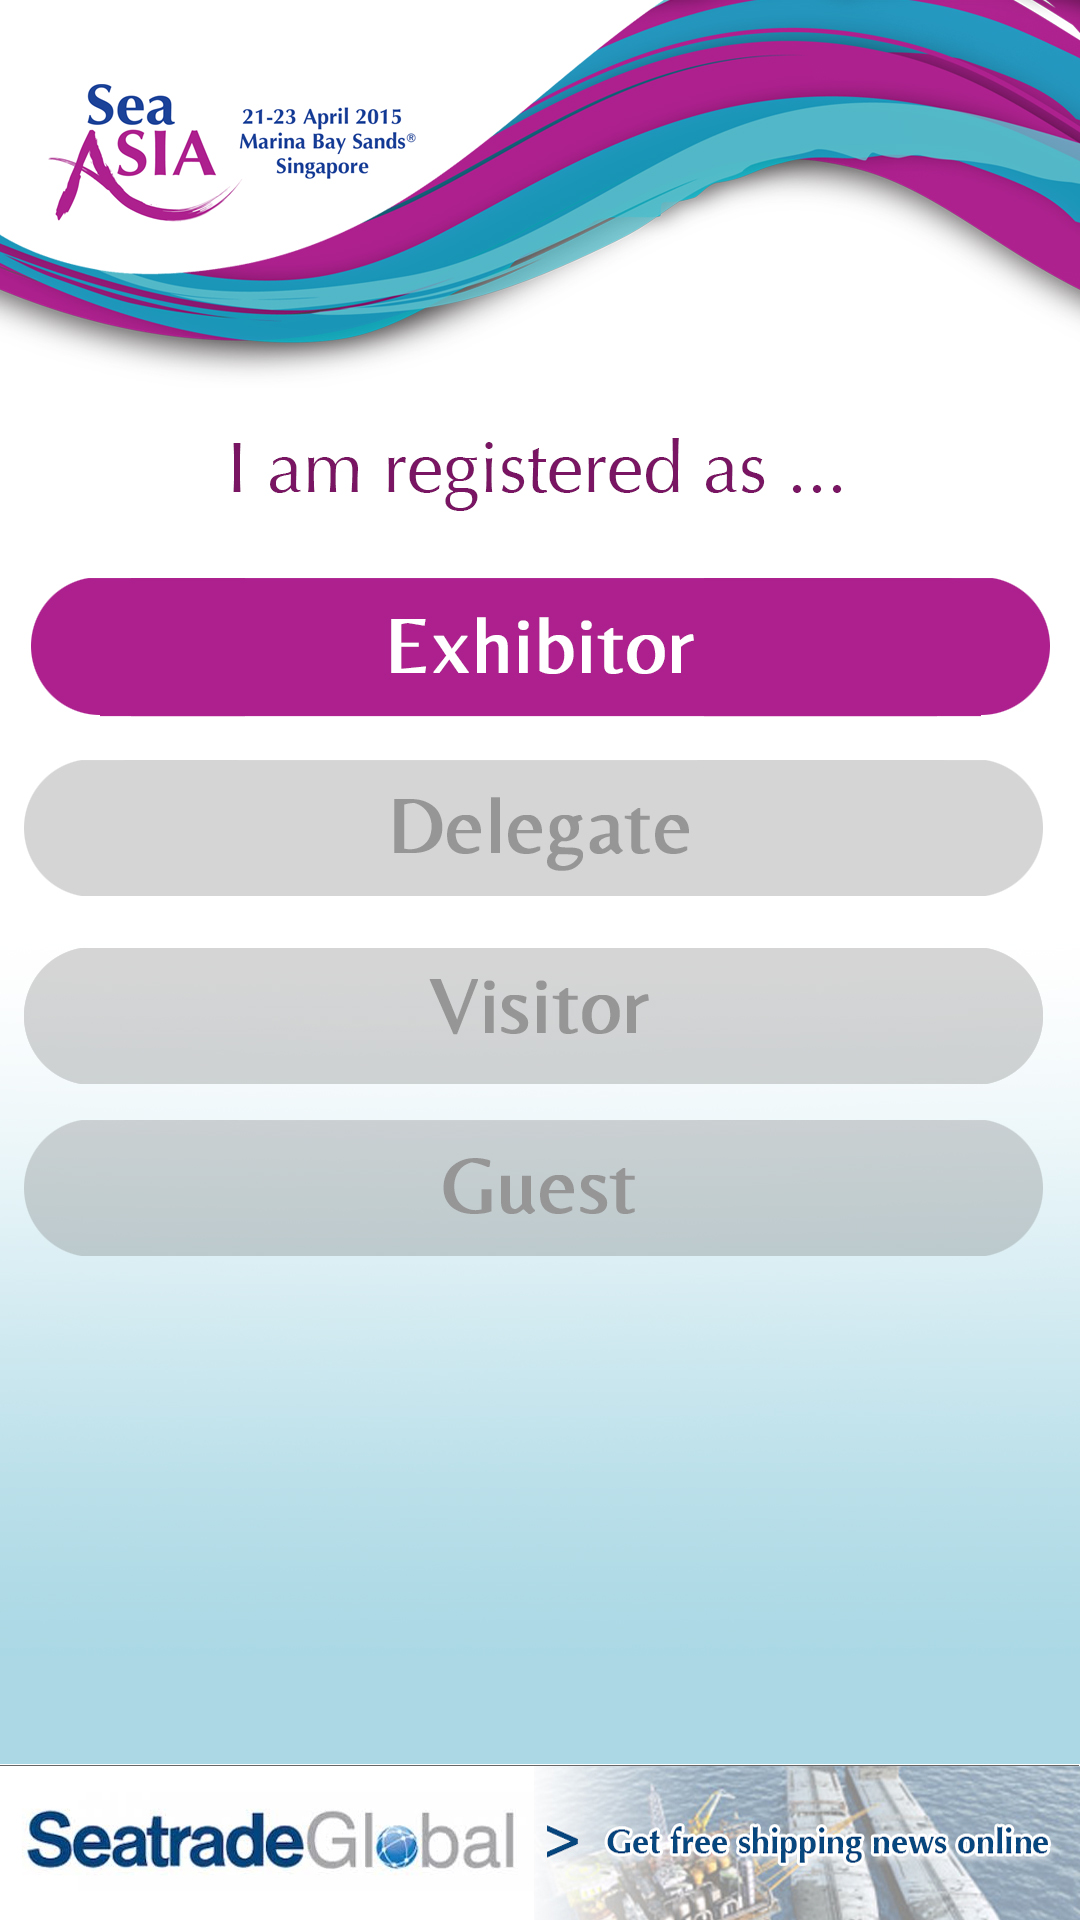 Sea
ASIA
21-23 April 2015
Marina Bay Sands®
Singapore
I am registered as ...
Exhibitor
Delegate
Visitor
Guest
SeatradeGlobal
> Get free shipping news online